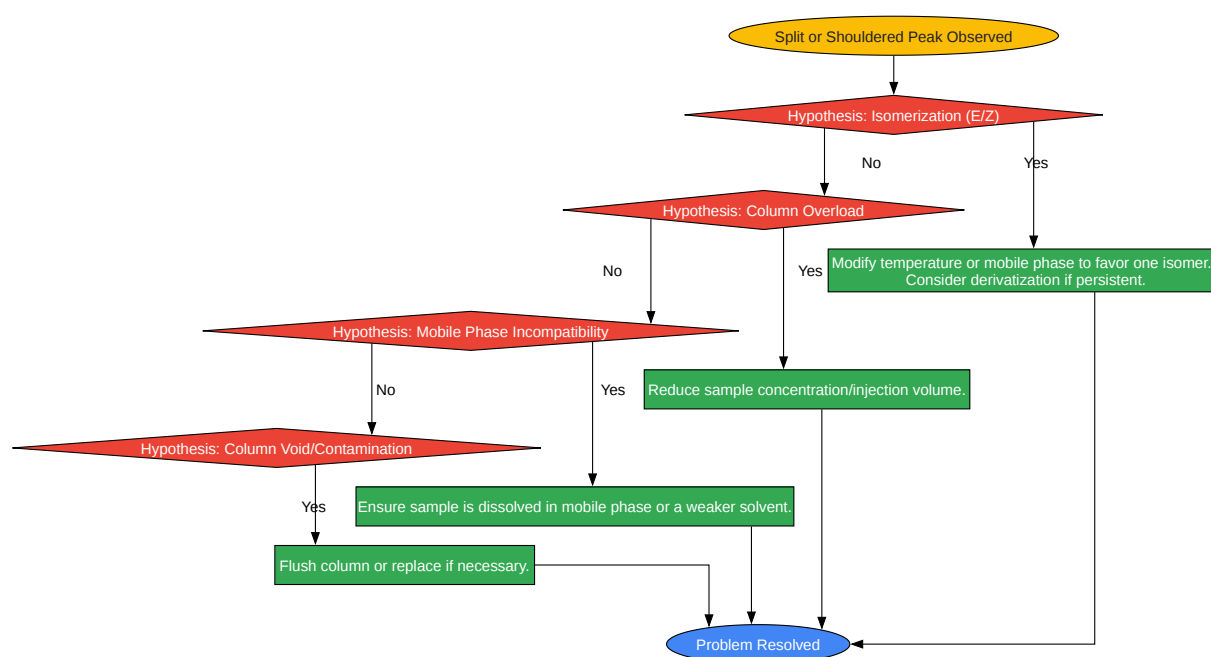 Split or Shouldered Peak Observed
Hypothesis: Isomerization (E/Z)
No
Yes
Hypothesis: Column Overload
Modify temperature or mobile phase to favor one isomer.
Consider derivatization if persistent.
No
Yes
Hypothesis: Mobile Phase Incompatibility
Reduce sample concentration/injection volume.
No
Yes
Hypothesis: Column Void/Contamination
Ensure sample is dissolved in mobile phase or a weaker solvent.
Yes
Flush column or replace if necessary.
Problem Resolved